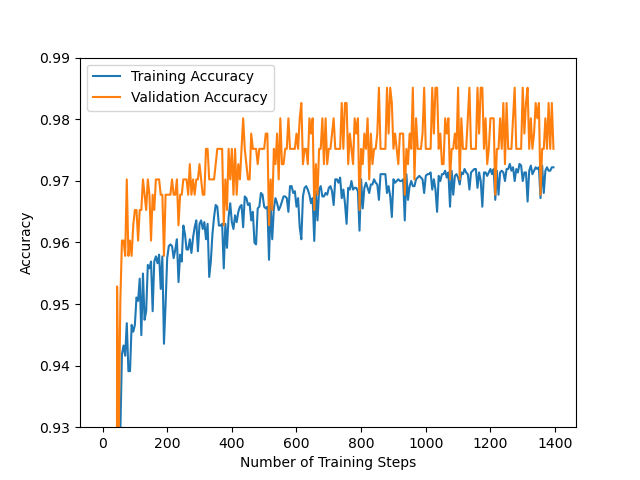 Training Accuracy
Validation Accuracy
0.99
0.98
0.97
0.96
0.95
0.94
0.93
Accuracy
0 200 400 600 800 1000 1200 1400
Number of Training Steps